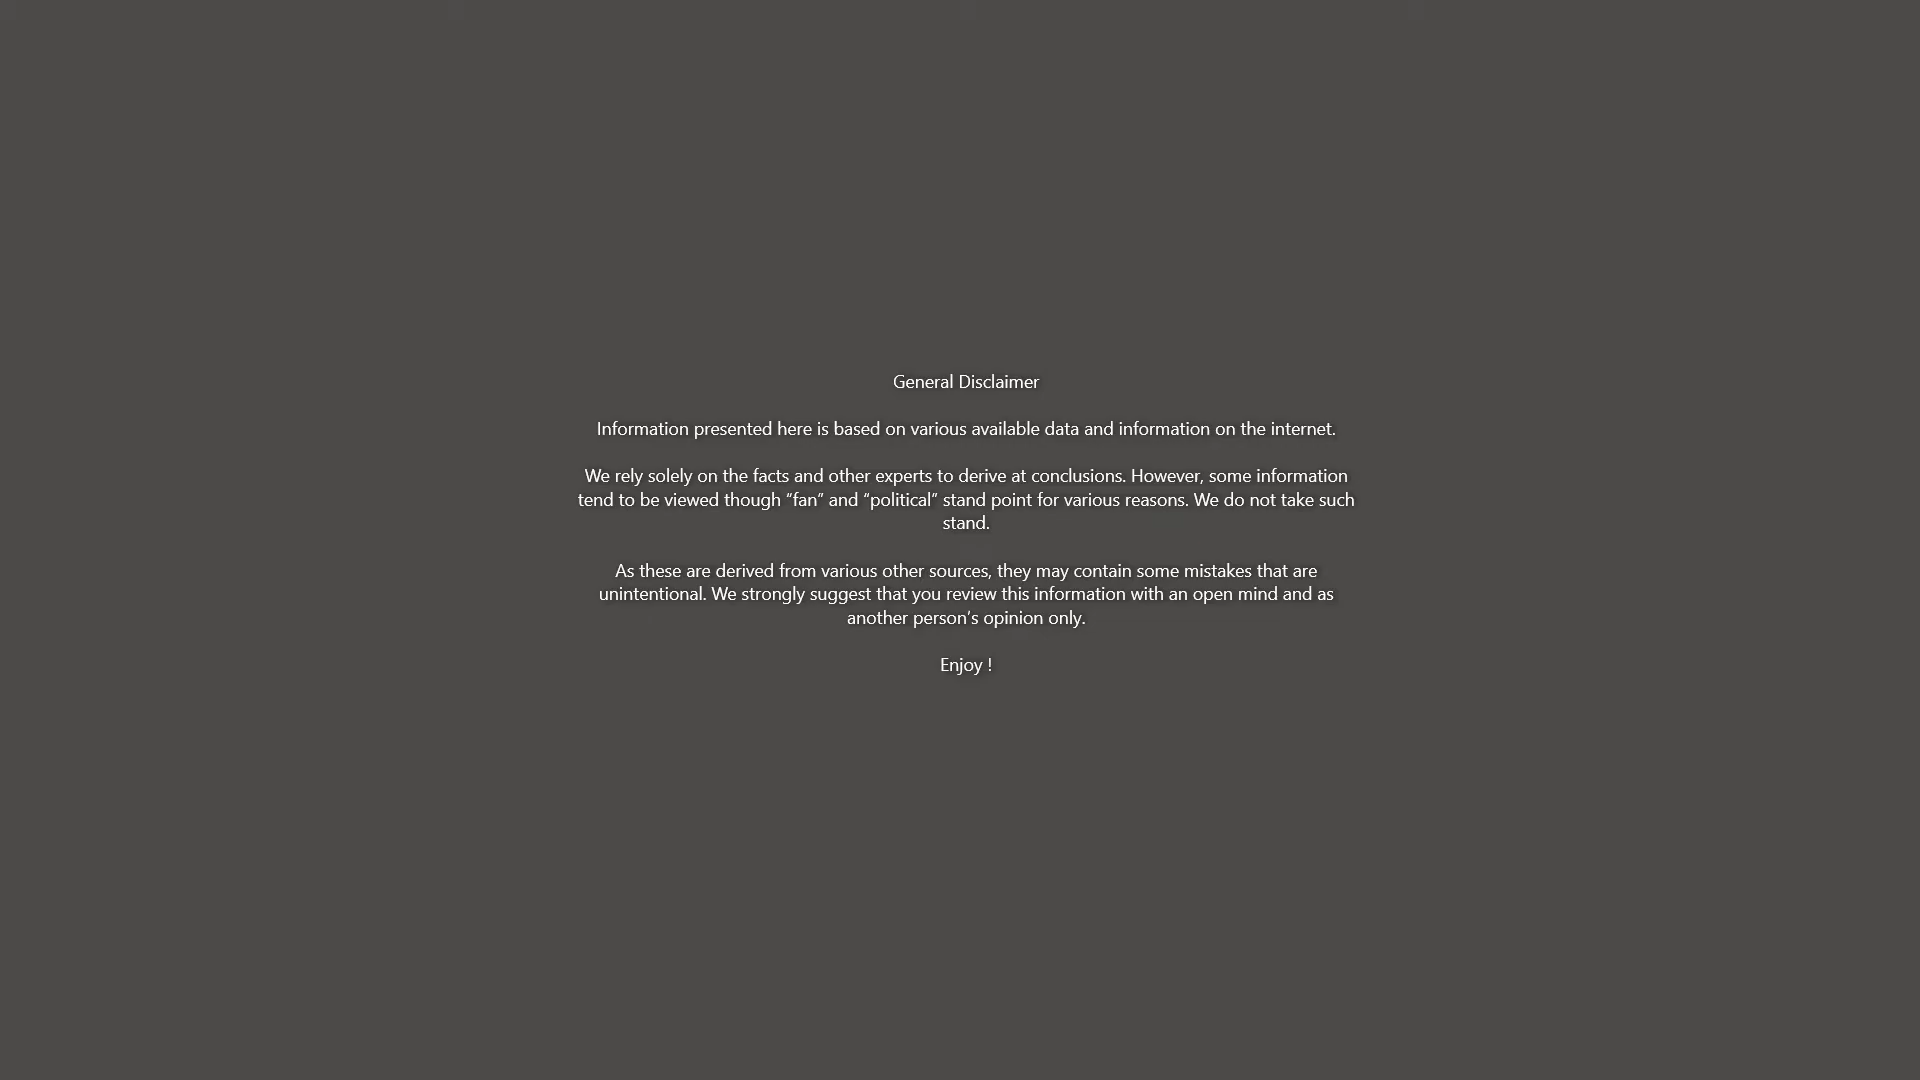 General Disclaimer
Information presented here is based on various available data and information on the internet.
We rely solely on the facts and other experts to derive at conclusions. However, some information
tend to be viewed though “fan” and “political” stand point for various reasons. We do not take such
stand.
As these are derived from various other sources, they may contain some mistakes that are
unintentional. We strongly suggest that you review this information with an open mind and as
another person’s opinion only.
Enjoy !